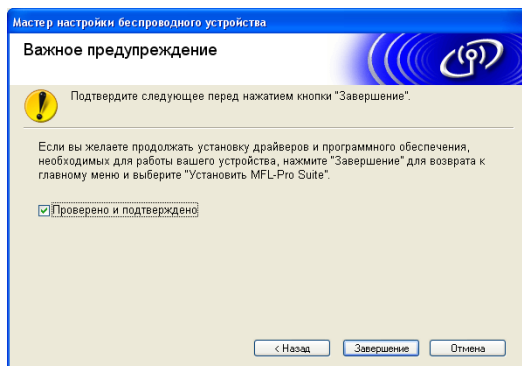 Мастер настройки беспроводного устройства
Важное предупреждение
Подтвердите следующее перед нажатием кнопки "Завершение".
Если вы желаете продолжать установку драйверов и программного обеспечения,
необходимых для работы вашего устройства, нажмите "Завершение" для возврата к
главному меню и выберите "Установить MFL-Pro Suite".
Проверено и подтверждено
< Назад Завершение Отмена